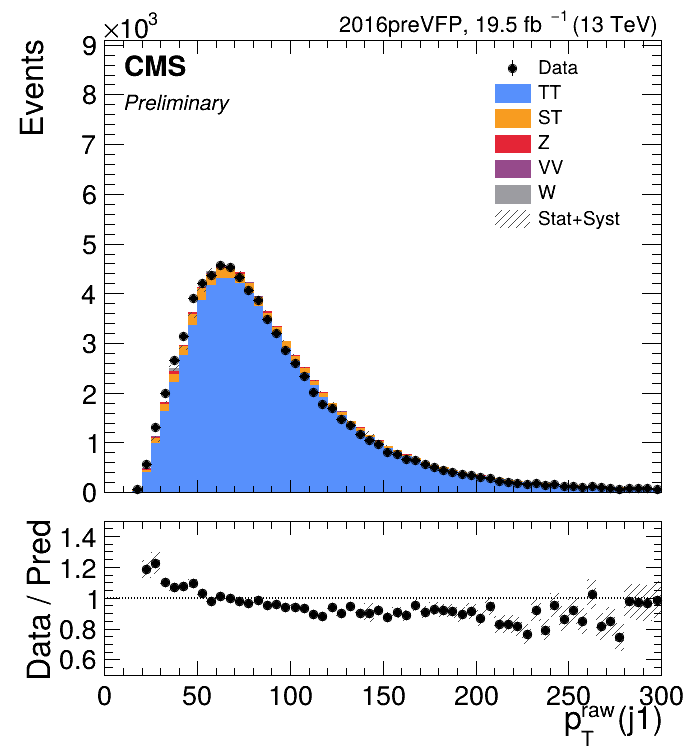 ×10³
2016preVFP, 19.5 fb⁻¹ (13 TeV)
CMS
Preliminary
Events
9
8
7
6
5
4
3
2
1
0
Data
TT
ST
Z
VV
W
Stat+Syst
Data / Pred
1.4
1.2
1
0.8
0.6
0 50 100 150 200 250 300
p_T^raw(j1)